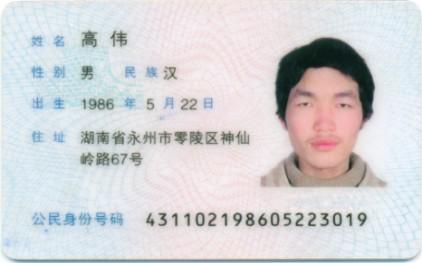 姓名 高伟
性别 男 民族 汉
出生 1986 年 5 月 22 日
住址 湖南省永州市零陵区神仙
岭路67号
公民身份号码 431102198605223019